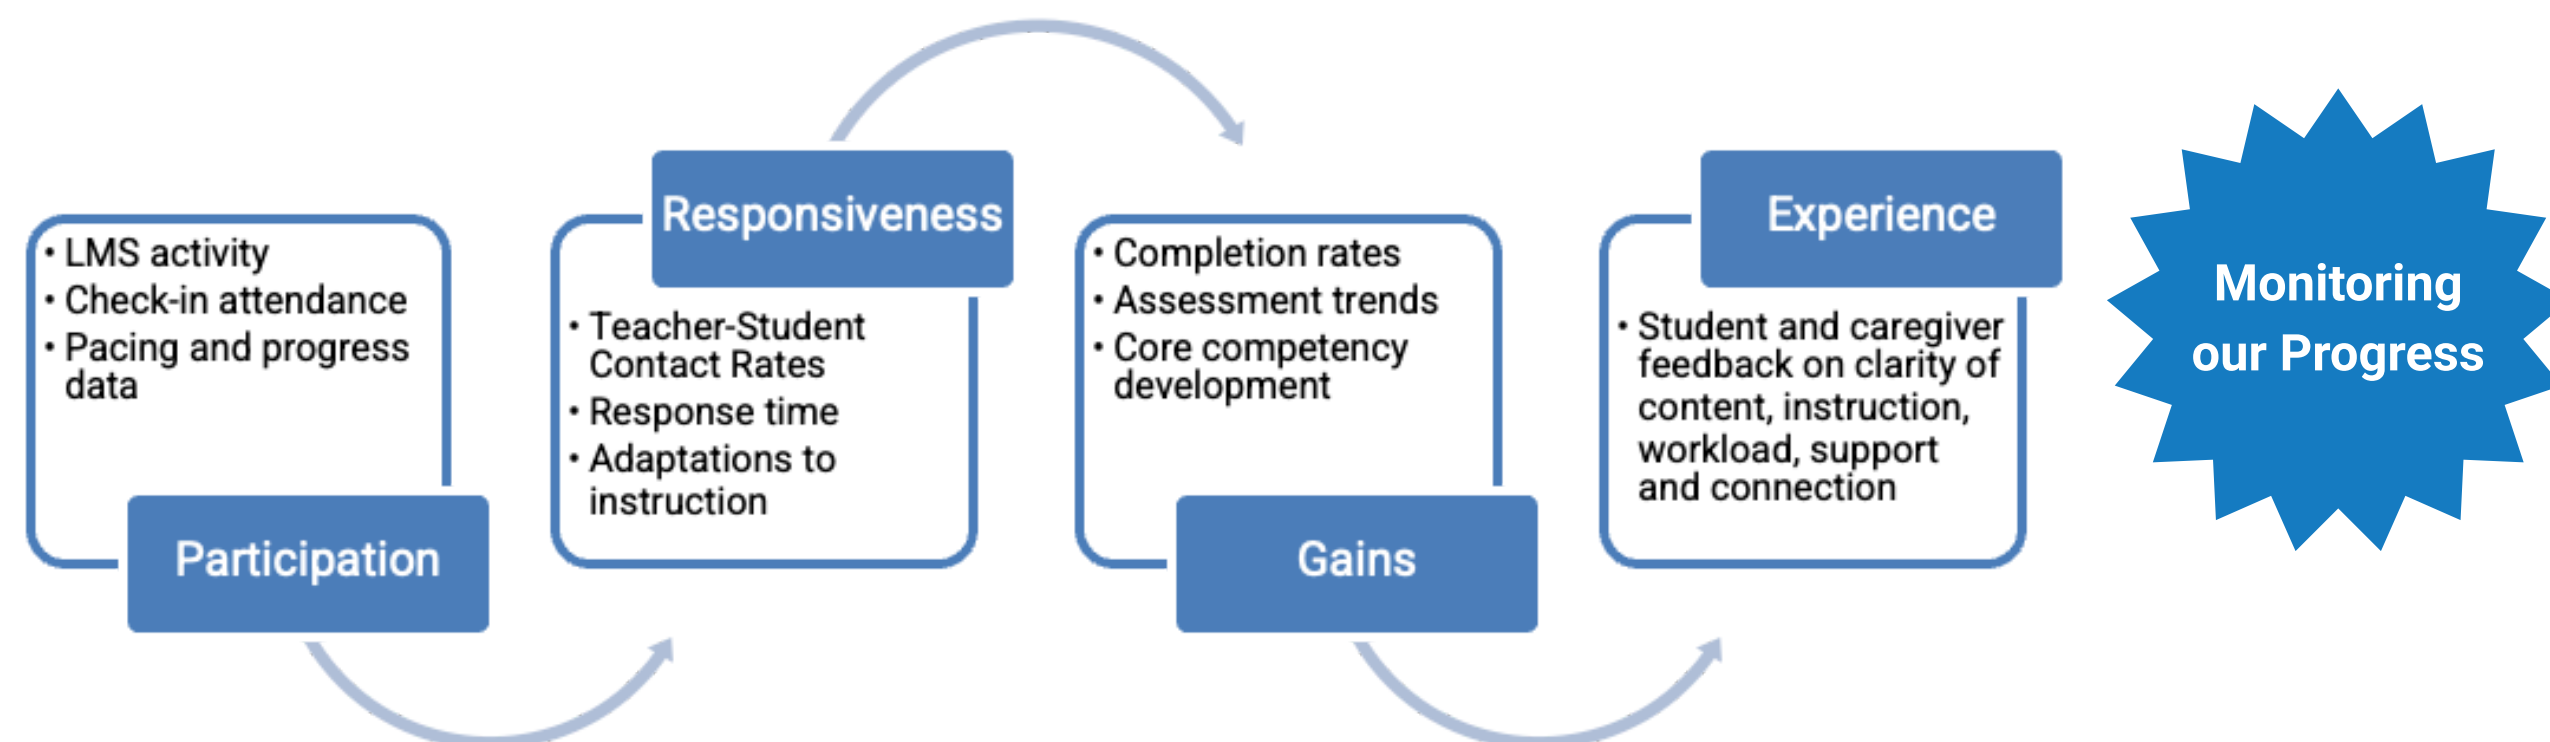 • LMS activity
• Check-in attendance
• Pacing and progress
data
Participation
Responsiveness
• Teacher-Student
Contact Rates
• Response time
• Adaptations to
instruction
• Completion rates
• Assessment trends
• Core competency
development
Gains
Experience
• Student and caregiver
feedback on clarity of
content, instruction,
workload, support
and connection
Monitoring
our Progress